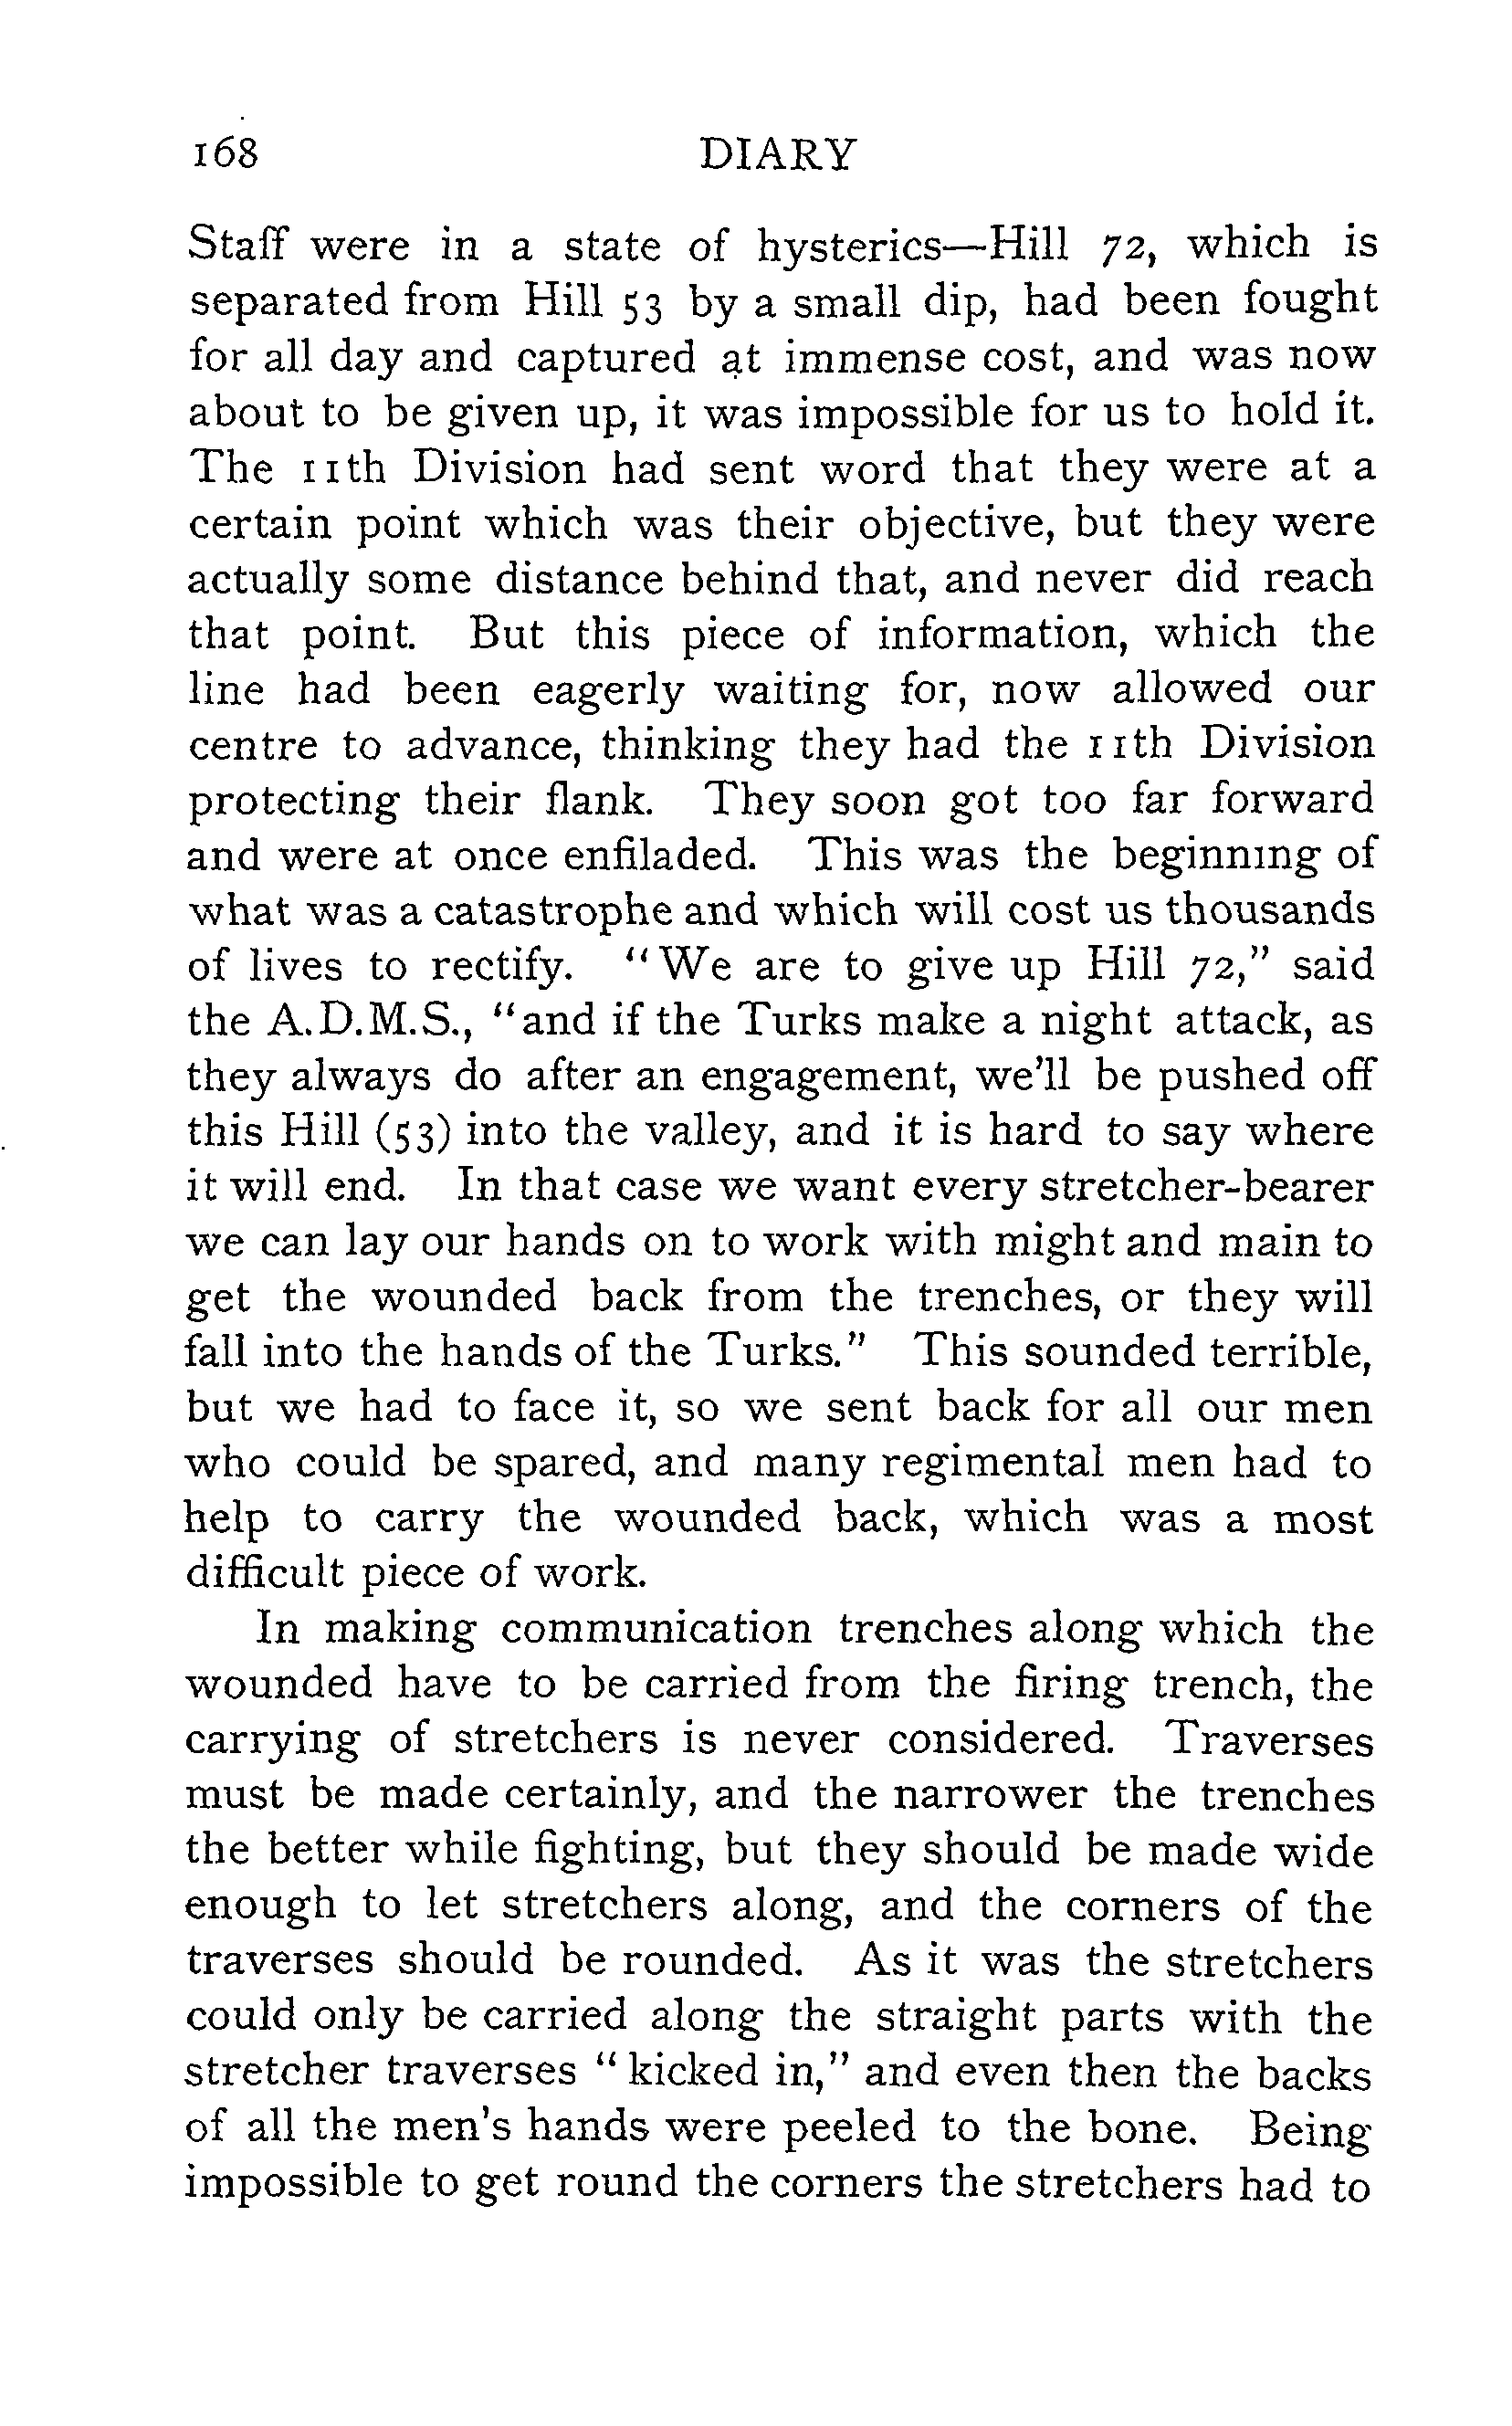 168 DIARY
Staff were in a state of hysterics—Hill 72, which is
separated from Hill 53 by a small dip, had been fought
for all day and captured at immense cost, and was now
about to be given up, it was impossible for us to hold it.
The 11th Division had sent word that they were at a
certain point which was their objective, but they were
actually some distance behind that, and never did reach
that point. But this piece of information, which the
line had been eagerly waiting for, now allowed our
centre to advance, thinking they had the 11th Division
protecting their flank. They soon got too far forward
and were at once enfiladed. This was the beginning of
what was a catastrophe and which will cost us thousands
of lives to rectify. "We are to give up Hill 72," said
the A.D.M.S., "and if the Turks make a night attack, as
they always do after an engagement, we'll be pushed off
this Hill (53) into the valley, and it is hard to say where
it will end. In that case we want every stretcher-bearer
we can lay our hands on to work with might and main to
get the wounded back from the trenches, or they will
fall into the hands of the Turks." This sounded terrible,
but we had to face it, so we sent back for all our men
who could be spared, and many regimental men had to
help to carry the wounded back, which was a most
difficult piece of work.
In making communication trenches along which the
wounded have to be carried from the firing trench, the
carrying of stretchers is never considered. Traverses
must be made certainly, and the narrower the trenches
the better while fighting, but they should be made wide
enough to let stretchers along, and the corners of the
traverses should be rounded. As it was the stretchers
could only be carried along the straight parts with the
stretcher traverses "kicked in," and even then the backs
of all the men's hands were peeled to the bone. Being
impossible to get round the corners the stretchers had to